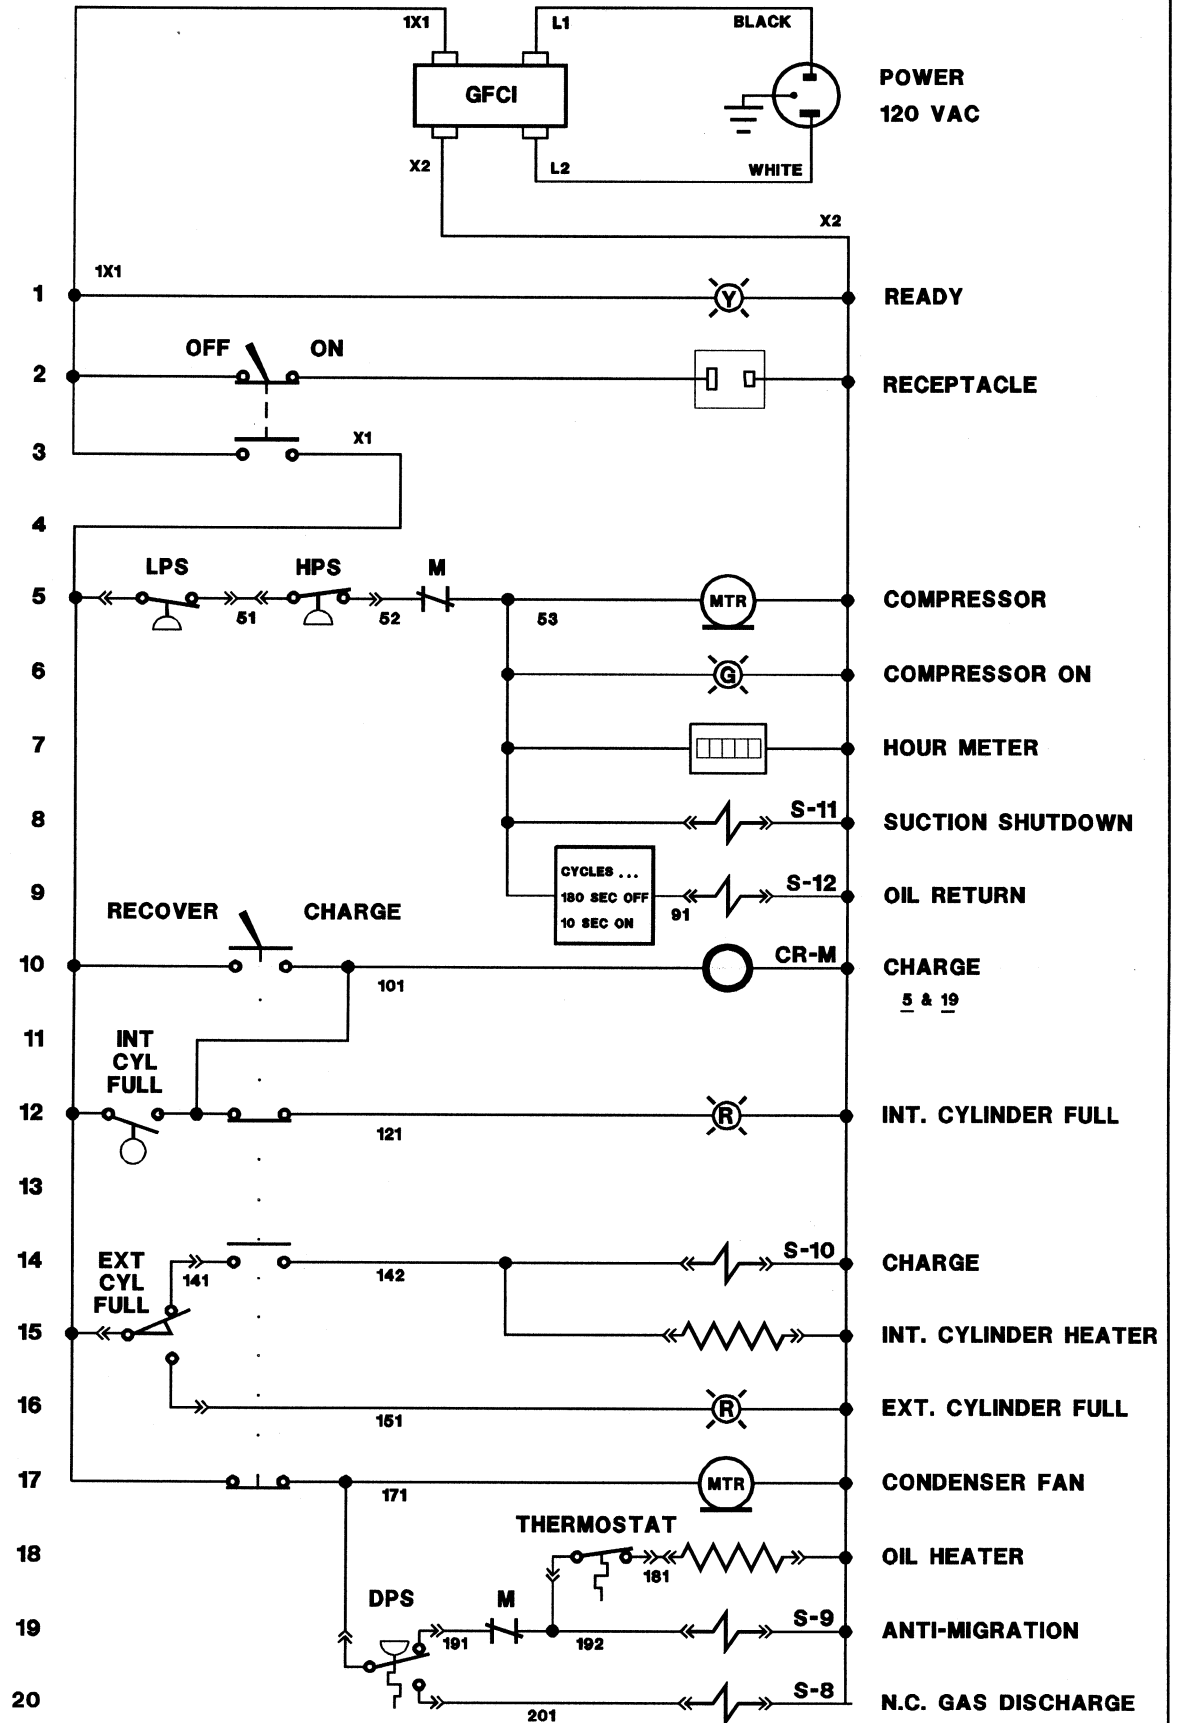 1X1
L1
BLACK
GFCI
POWER
120 VAC
X2
L2
WHITE
X2
1X1
1
Y
READY
OFF
ON
2
RECEPTACLE
3
X1
4
LPS
HPS
M
5
51
52
53
MTR
COMPRESSOR
6
G
COMPRESSOR ON
7
HOUR METER
8
S-11
SUCTION SHUTDOWN
9
CYCLES ...
180 SEC OFF
10 SEC ON
91
S-12
OIL RETURN
RECOVER
CHARGE
10
101
CR-M
CHARGE
5 & 19
11
INT
CYL
FULL
12
121
R
INT. CYLINDER FULL
13
14
EXT
CYL
FULL
141
142
S-10
CHARGE
15
INT. CYLINDER HEATER
16
151
R
EXT. CYLINDER FULL
17
171
MTR
CONDENSER FAN
THERMOSTAT
18
181
OIL HEATER
DPS
M
19
191
192
S-9
ANTI-MIGRATION
20
201
S-8
N.C. GAS DISCHARGE